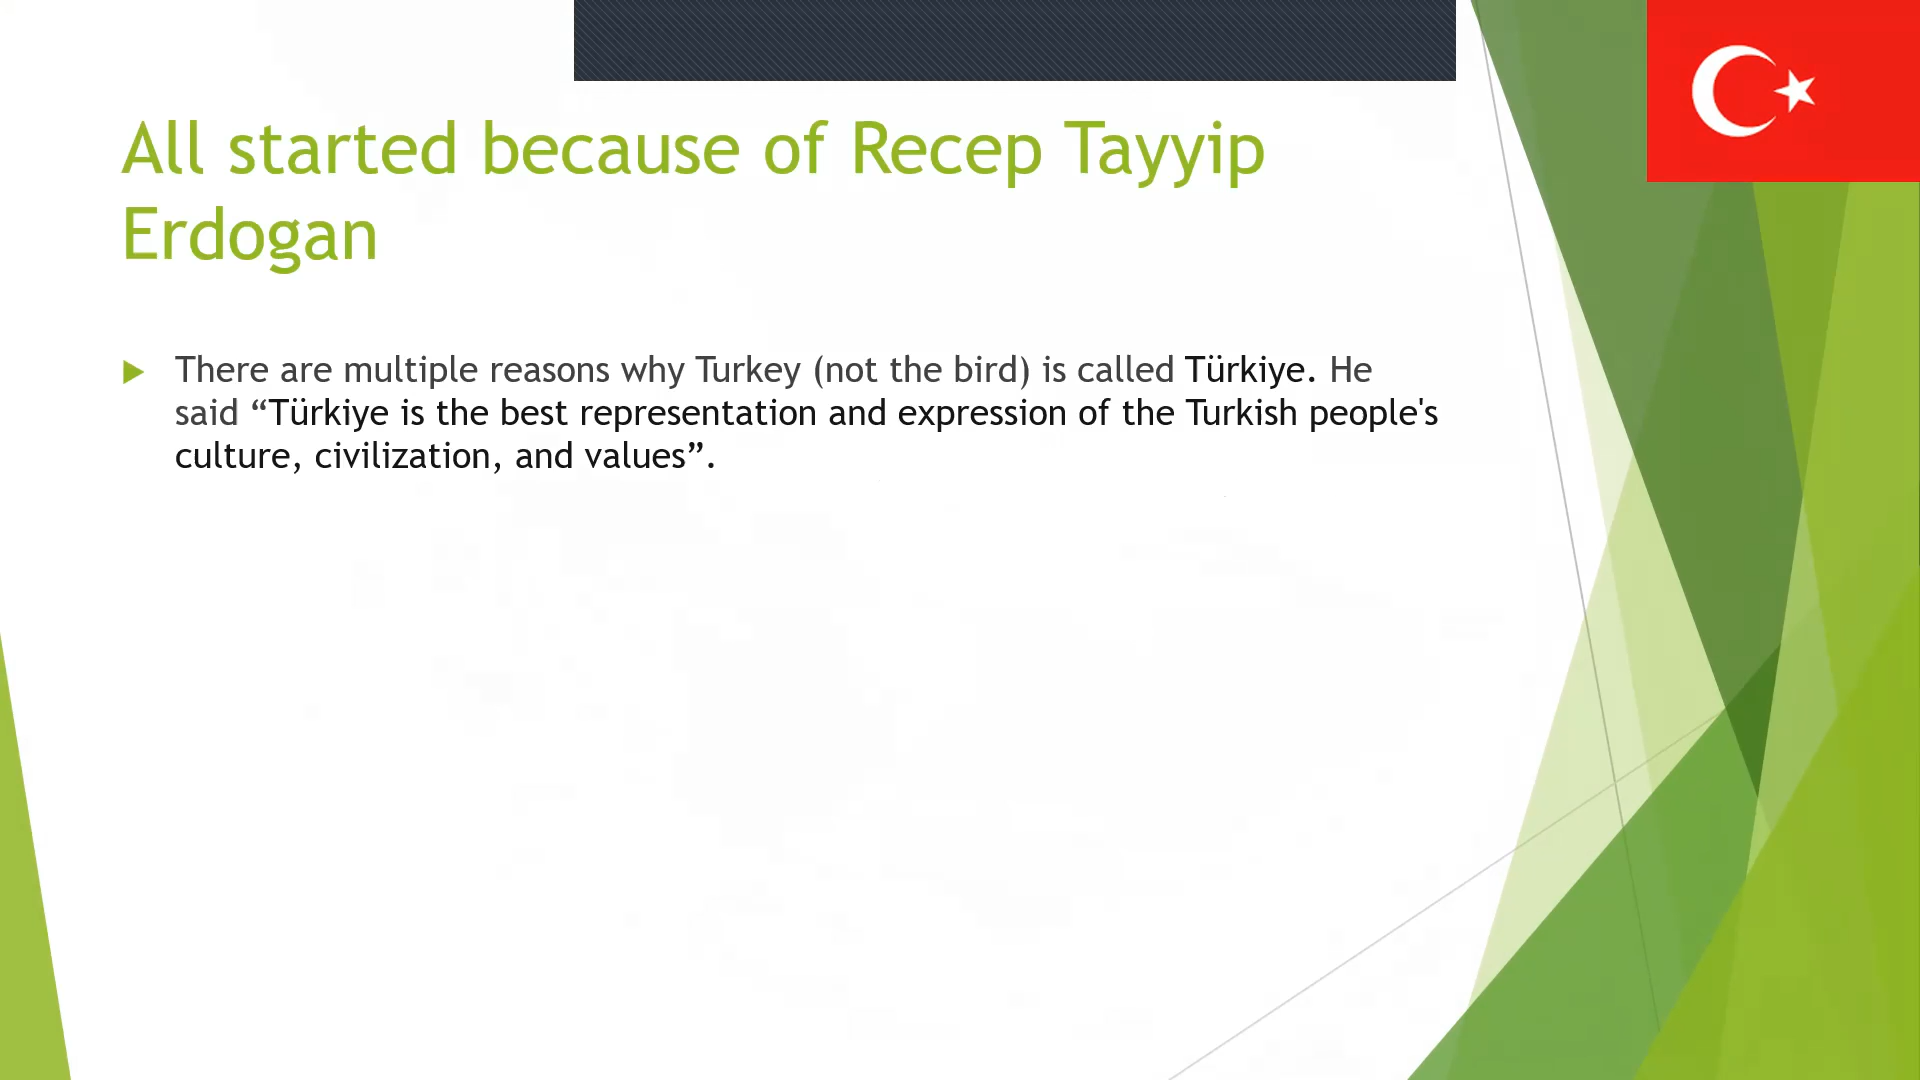 All started because of Recep Tayyip
Erdogan
There are multiple reasons why Turkey (not the bird) is called Türkiye. He
said “Türkiye is the best representation and expression of the Turkish people's
culture, civilization, and values”.